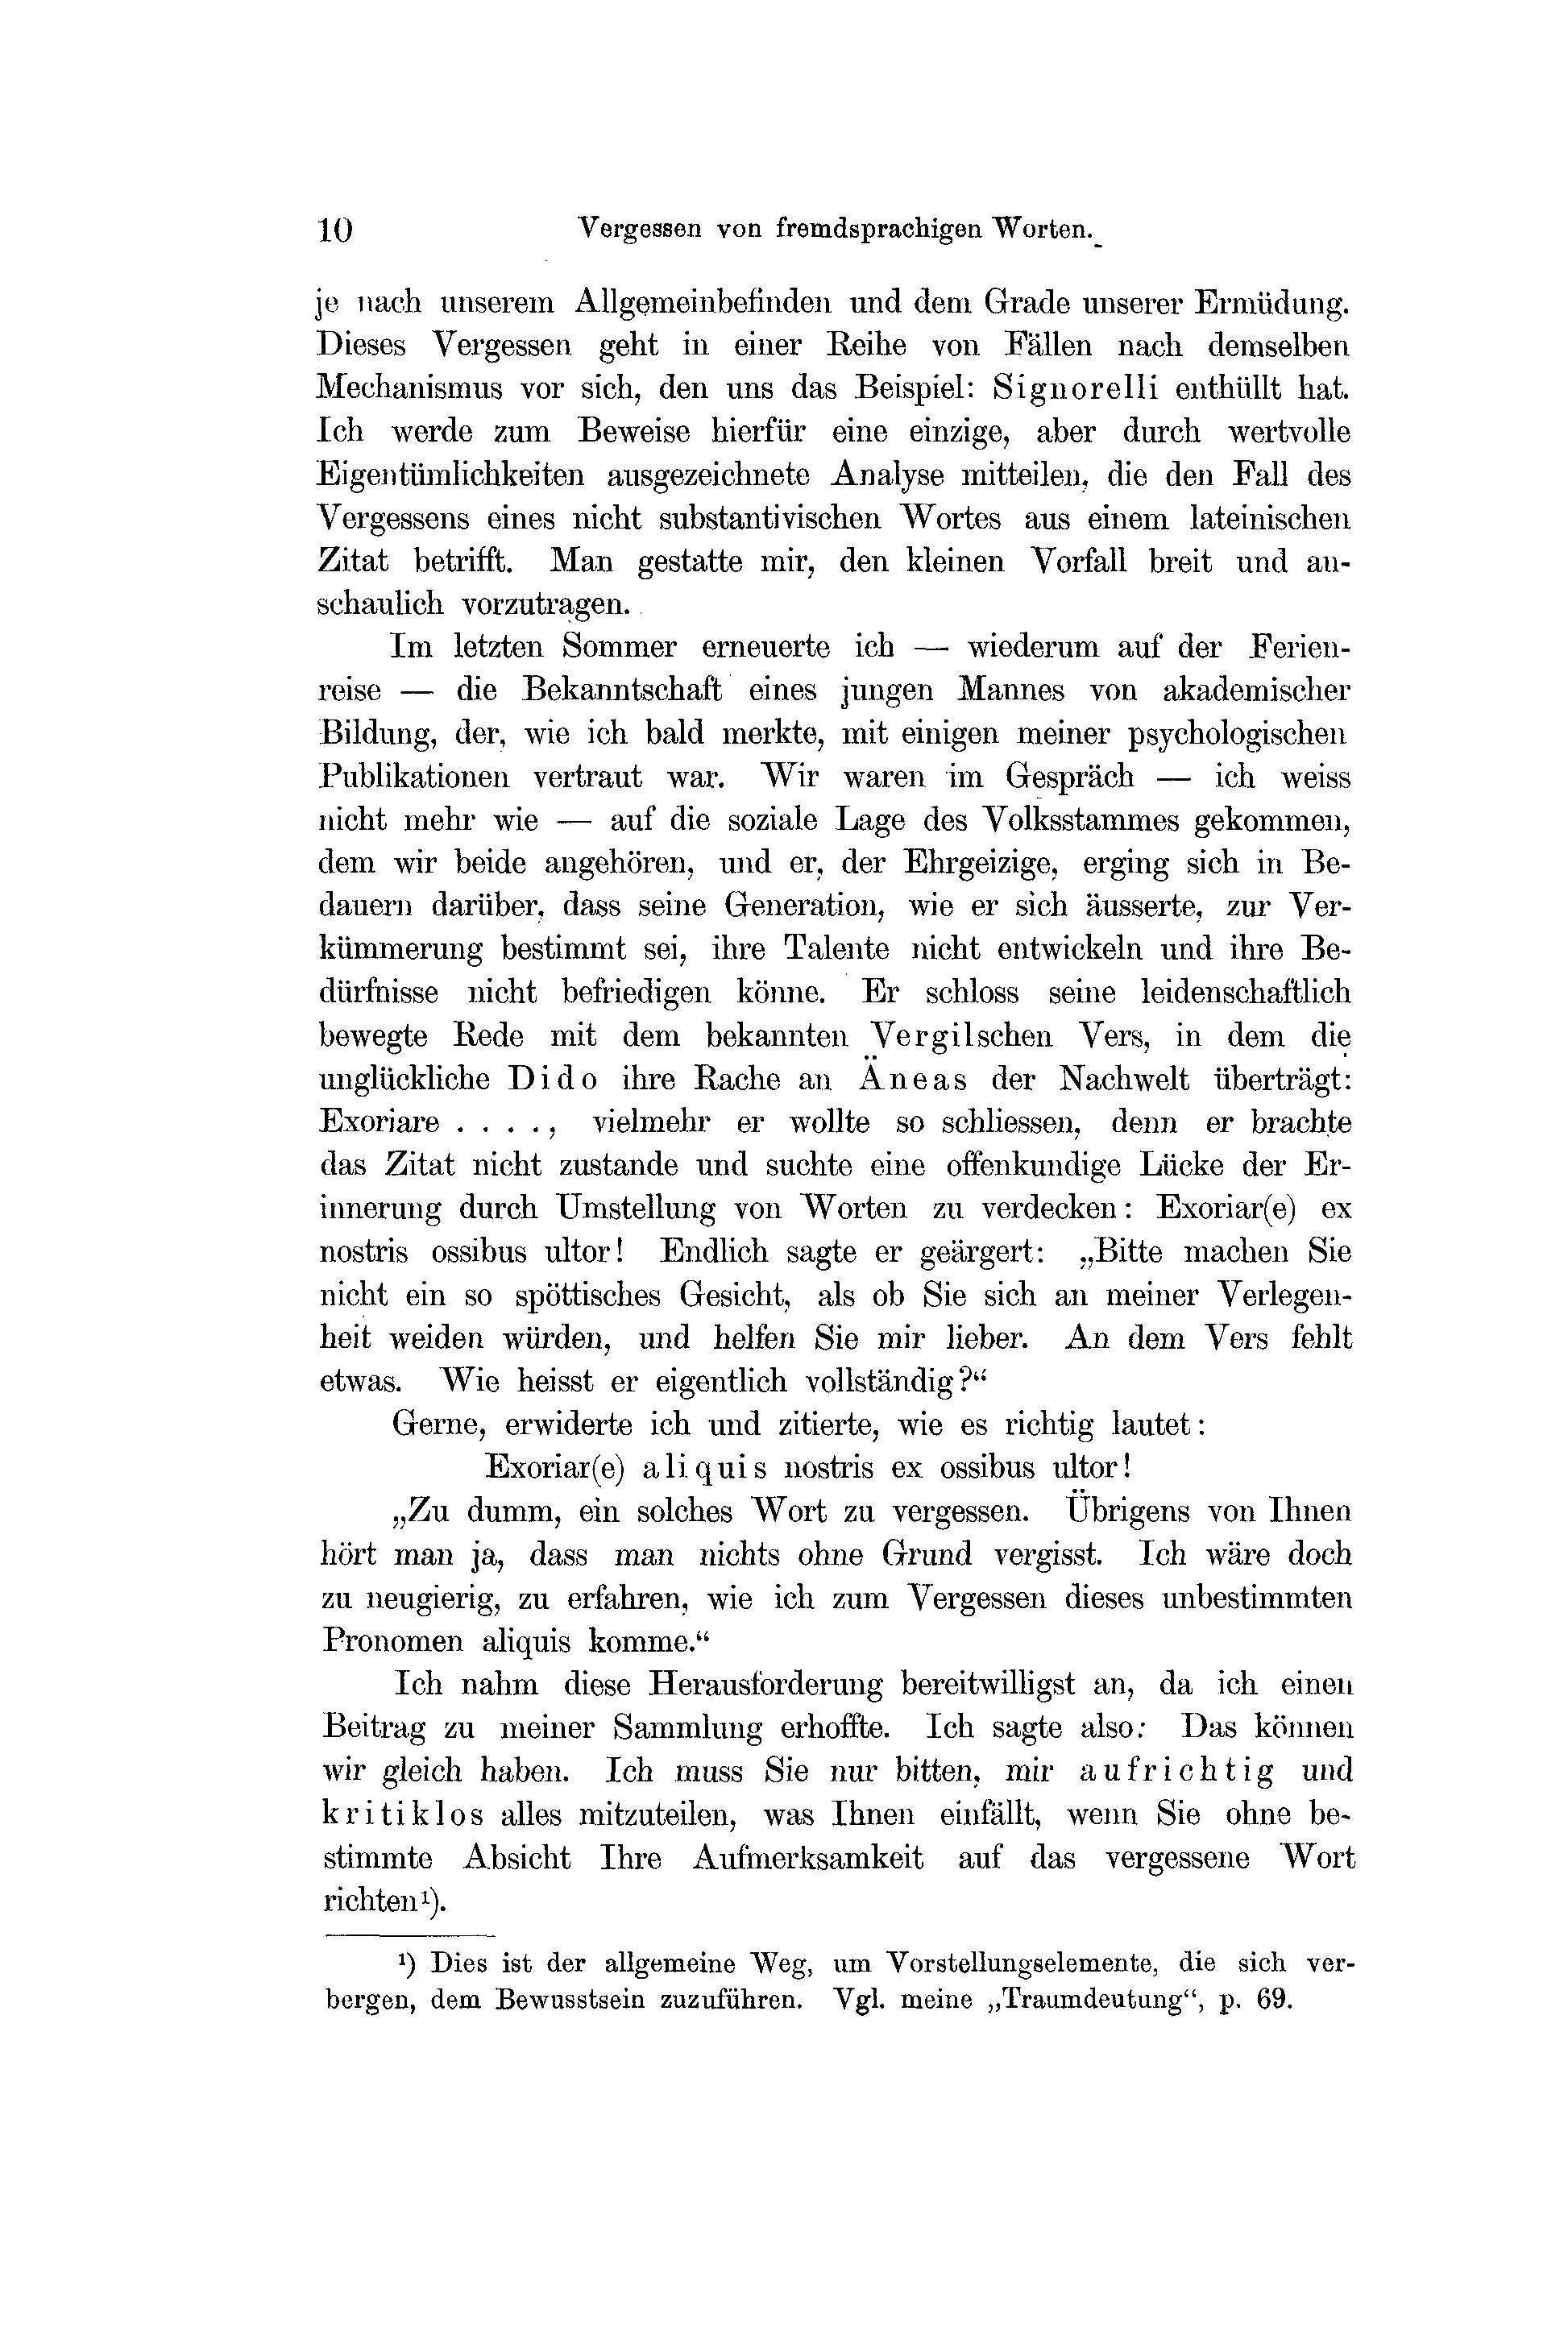 10 Vergessen von fremdsprachigen Worten.
je nach unserem Allgemeinbefinden und dem Grade unserer Ermüdung.
Dieses Vergessen geht in einer Reihe von Fällen nach demselben
Mechanismus vor sich, den uns das Beispiel: Signorelli enthüllt hat.
Ich werde zum Beweise hierfür eine einzige, aber durch wertvolle
Eigentümlichkeiten ausgezeichnete Analyse mitteilen, die den Fall des
Vergessens eines nicht substantivischen Wortes aus einem lateinischen
Zitat betrifft. Man gestatte mir, den kleinen Vorfall breit und an-
schaulich vorzutragen.
Im letzten Sommer erneuerte ich — wiederum auf der Ferien-
reise — die Bekanntschaft eines jungen Mannes von akademischer
Bildung, der, wie ich bald merkte, mit einigen meiner psychologischen
Publikationen vertraut war. Wir waren im Gespräch — ich weiss
nicht mehr wie — auf die soziale Lage des Volksstammes gekommen,
dem wir beide angehören, und er, der Ehrgeizige, erging sich in Be-
dauern darüber, dass seine Generation, wie er sich äusserte, zur Ver-
kümmerung bestimmt sei, ihre Talente nicht entwickeln und ihre Be-
dürfnisse nicht befriedigen könne. Er schloss seine leidenschaftlich
bewegte Rede mit dem bekannten Vergilschen Vers, in dem die
unglückliche Dido ihre Rache an Äneas der Nachwelt überträgt:
Exoriare . . . ., vielmehr er wollte so schliessen, denn er brachte
das Zitat nicht zustande und suchte eine offenkundige Lücke der Er-
innerung durch Umstellung von Worten zu verdecken: Exoriar(e) ex
nostris ossibus ultor! Endlich sagte er geärgert: „Bitte machen Sie
nicht ein so spöttisches Gesicht, als ob Sie sich an meiner Verlegen-
heit weiden würden, und helfen Sie mir lieber. An dem Vers fehlt
etwas. Wie heisst er eigentlich vollständig?“
Gerne, erwiderte ich und zitierte, wie es richtig lautet:
Exoriar(e) aliquis nostris ex ossibus ultor!
„Zu dumm, ein solches Wort zu vergessen. Übrigens von Ihnen
hört man ja, dass man nichts ohne Grund vergisst. Ich wäre doch
zu neugierig, zu erfahren, wie ich zum Vergessen dieses unbestimmten
Pronomen aliquis komme.“
Ich nahm diese Herausforderung bereitwilligst an, da ich einen
Beitrag zu meiner Sammlung erhoffte. Ich sagte also: Das können
wir gleich haben. Ich muss Sie nur bitten, mir aufrichtig und
kritiklos alles mitzuteilen, was Ihnen einfällt, wenn Sie ohne be-
stimmte Absicht Ihre Aufmerksamkeit auf das vergessene Wort
richten¹).
¹) Dies ist der allgemeine Weg, um Vorstellungselemente, die sich ver-
bergen, dem Bewusstsein zuzuführen. Vgl. meine „Traumdeutung“, p. 69.